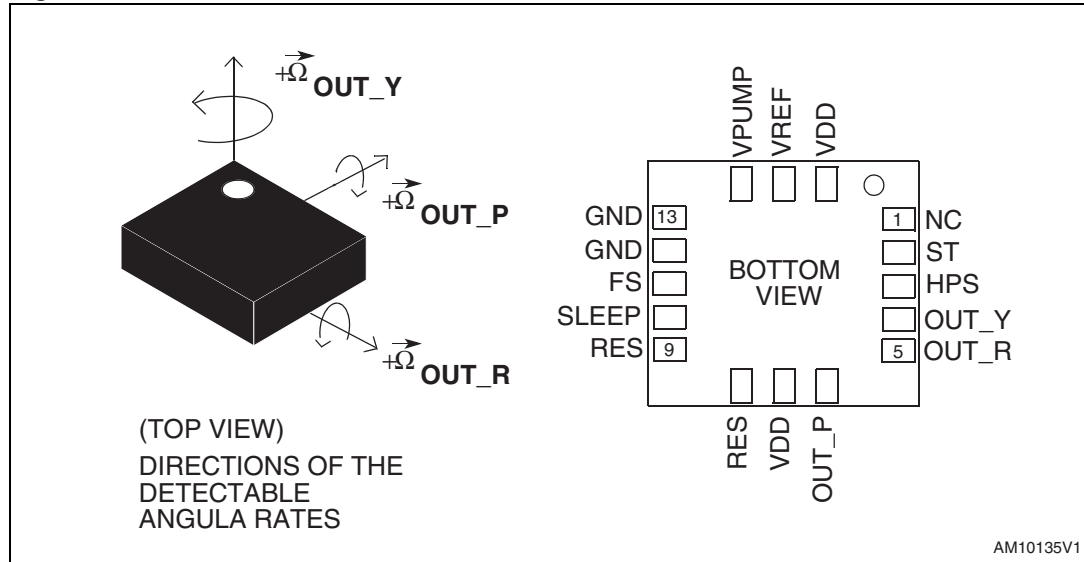 +Ω OUT_Y
+Ω OUT_P
+Ω OUT_R
(TOP VIEW)
DIRECTIONS OF THE
DETECTABLE
ANGULA RATES
VPUMP
VREF
VDD
GND 13
GND
FS
SLEEP
RES 9
BOTTOM
VIEW
1 NC
ST
HPS
OUT_Y
5 OUT_R
RES
VDD
OUT_P
AM10135V1